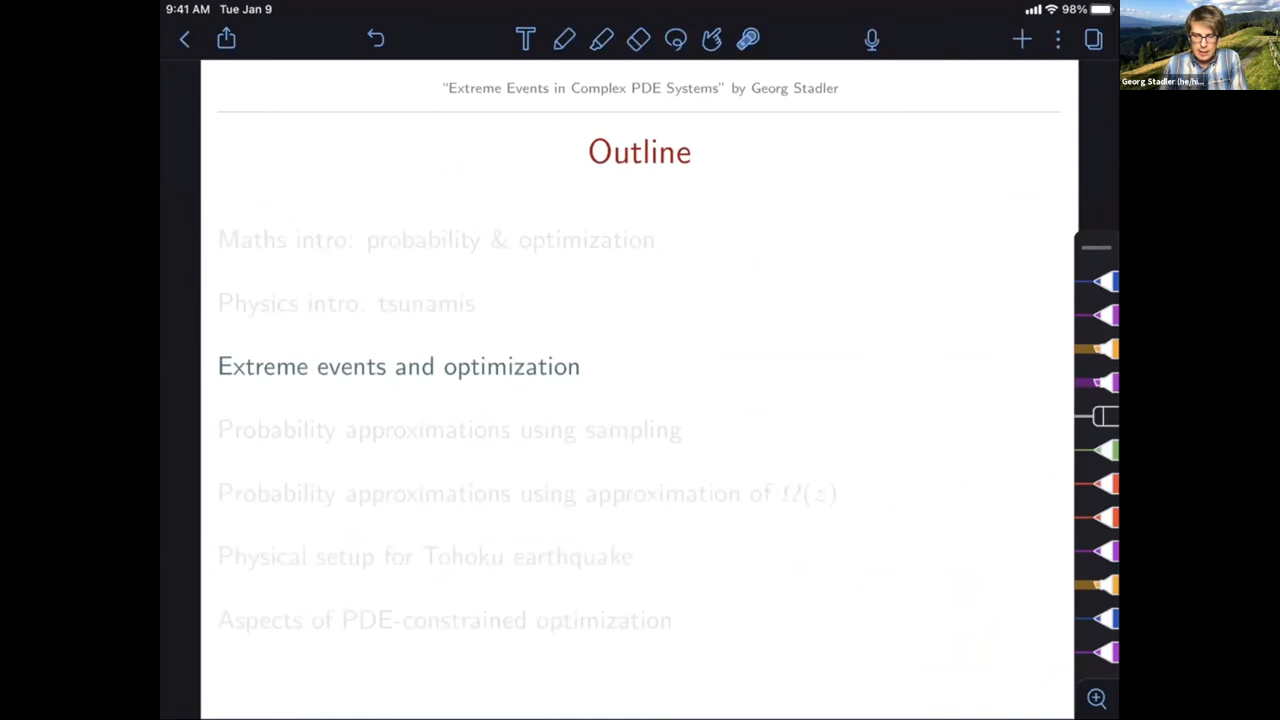 9:41 AM Tue Jan 9
98%
T
"Extreme Events in Complex PDE Systems" by Georg Stadler
Georg Stadler (he/hi...
Outline
Maths intro: probability & optimization
Physics intro: tsunamis
Extreme events and optimization
Probability approximations using sampling
Probability approximations using approximation of Ω(z)
Physical setup for Tohoku earthquake
Aspects of PDE-constrained optimization